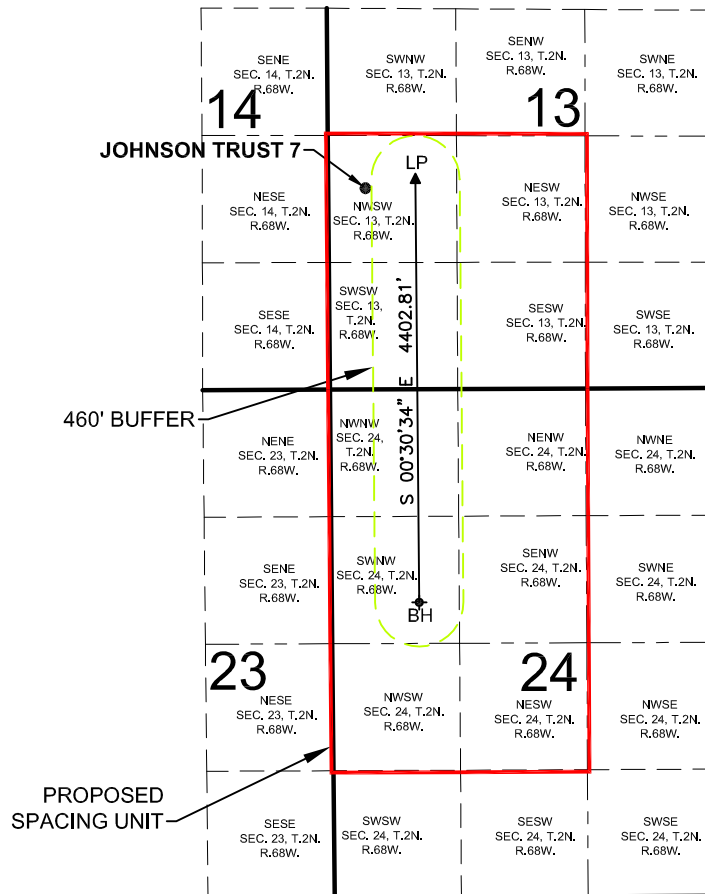 SENE
SEC. 14, T.2N.
R.68W.
SWNW
SEC. 13, T.2N.
R.68W.
SENW
SEC. 13, T.2N.
R.68W.
SWNE
SEC. 13, T.2N.
R.68W.
14
13
JOHNSON TRUST 7
LP
NESE
SEC. 14, T.2N.
R.68W.
NWSW
SEC. 13, T.2N.
R.68W.
NESW
SEC. 13, T.2N.
R.68W.
NWSE
SEC. 13, T.2N.
R.68W.
SESE
SEC. 14, T.2N.
R.68W.
SWSW
SEC. 13,
T.2N.
R.68W.
S 00°30'34" E 4402.81'
SESW
SEC. 13, T.2N.
R.68W.
SWSE
SEC. 13, T.2N.
R.68W.
460' BUFFER
NENE
SEC. 23, T.2N.
R.68W.
NWNW
SEC. 24,
T.2N.
R.68W.
NENW
SEC. 24, T.2N.
R.68W.
NWNE
SEC. 24, T.2N.
R.68W.
SENE
SEC. 23, T.2N.
R.68W.
SWNW
SEC. 24, T.2N.
R.68W.
SENW
SEC. 24, T.2N.
R.68W.
SWNE
SEC. 24, T.2N.
R.68W.
BH
23
24
NESE
SEC. 23, T.2N.
R.68W.
NWSW
SEC. 24, T.2N.
R.68W.
NESW
SEC. 24, T.2N.
R.68W.
NWSE
SEC. 24, T.2N.
R.68W.
PROPOSED
SPACING UNIT
SESE
SEC. 23, T.2N.
R.68W.
SWSW
SEC. 24, T.2N.
R.68W.
SESW
SEC. 24, T.2N.
R.68W.
SWSE
SEC. 24, T.2N.
R.68W.